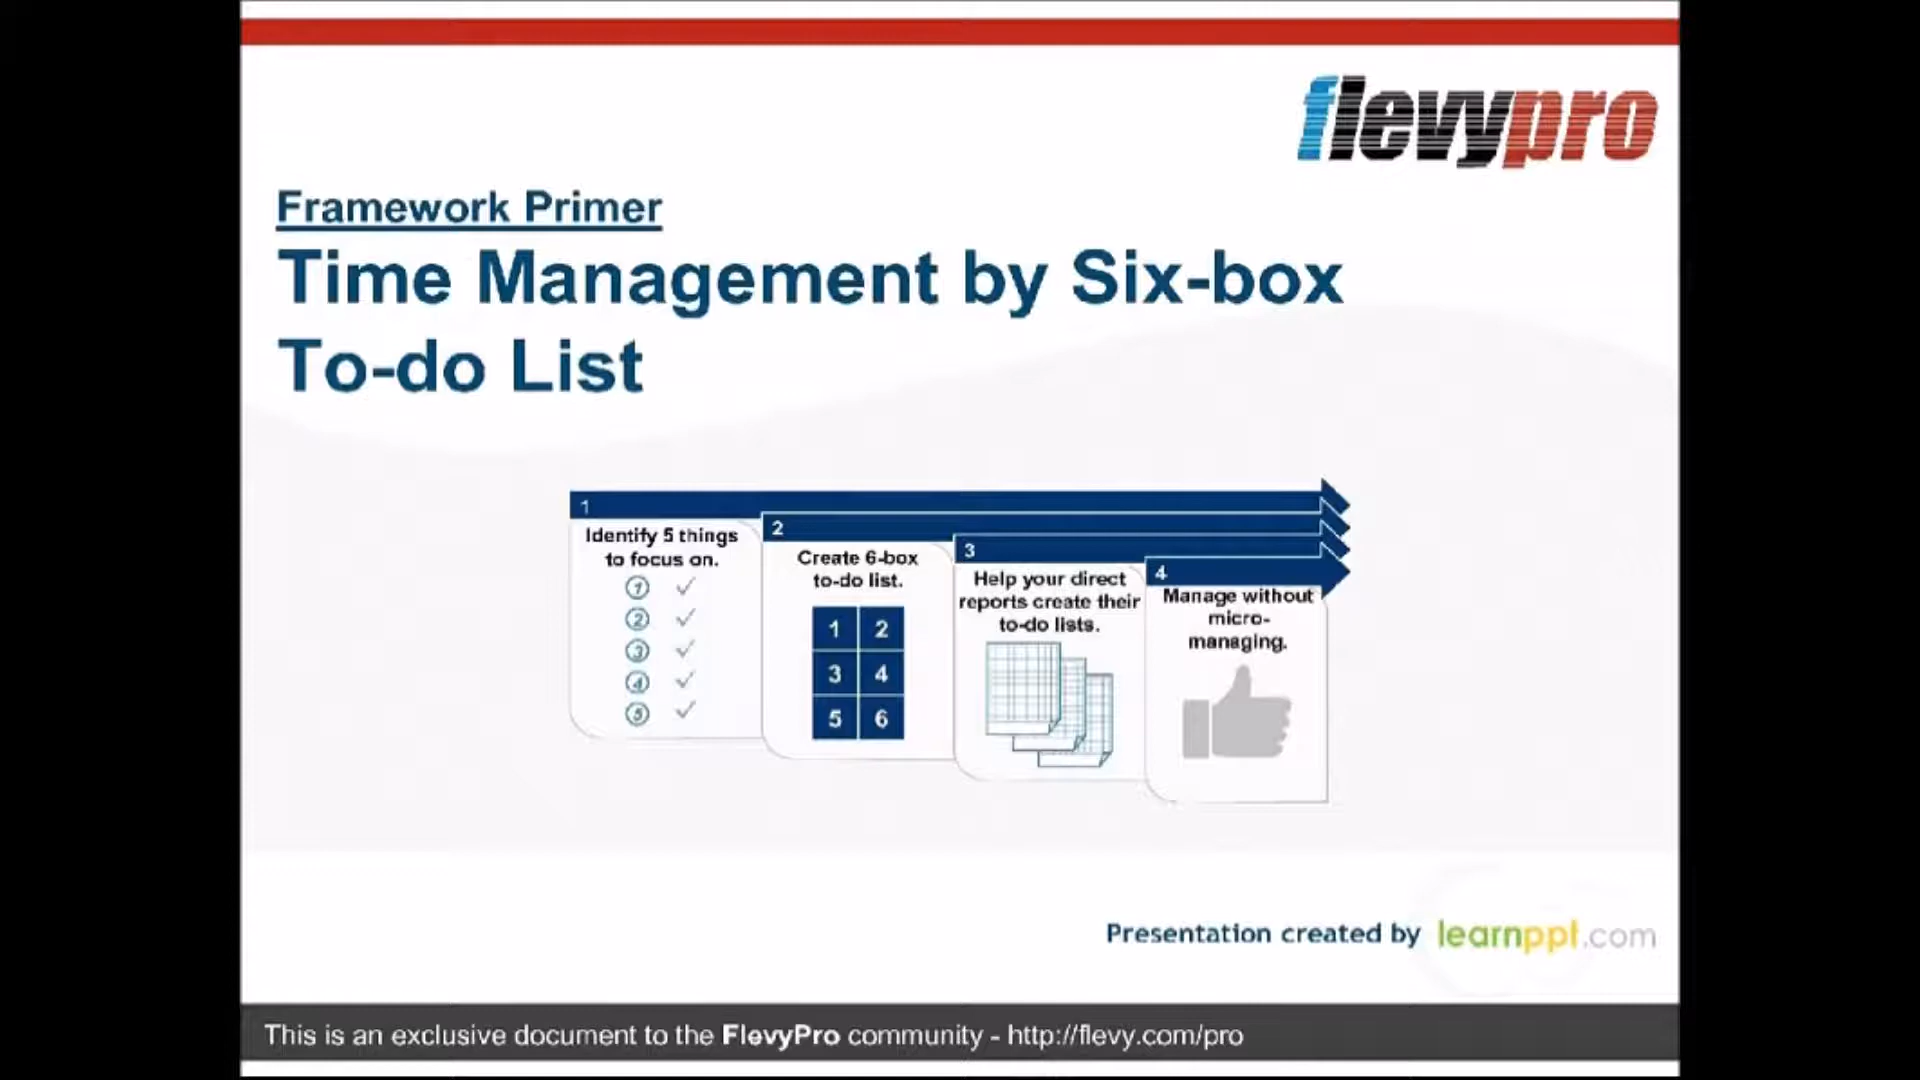 flevypro
Framework Primer
Time Management by Six-box
To-do List
1
Identify 5 things
to focus on.
1
2
3
4
5
2
Create 6-box
to-do list.
1 2
3 4
5 6
3
Help your direct
reports create their
to-do lists.
4
Manage without
micro-
managing.
Presentation created by learnppt.com
This is an exclusive document to the FlevyPro community - http://flevy.com/pro